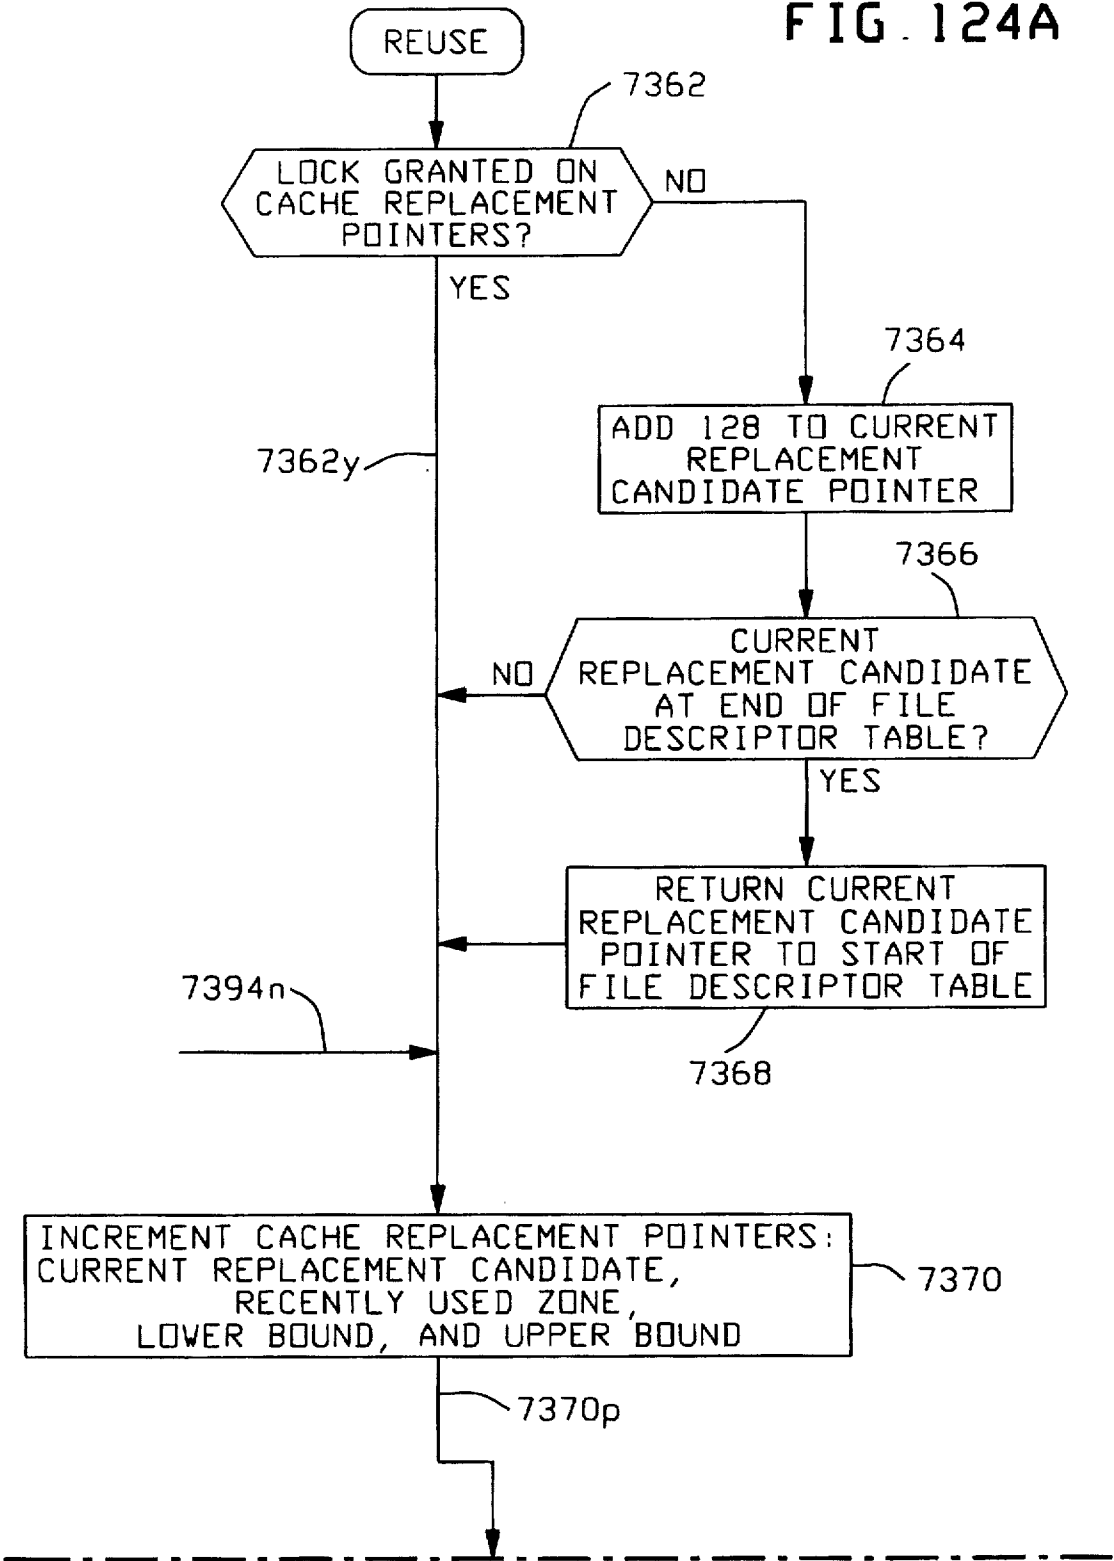 FIG. 124A
REUSE
7362
LOCK GRANTED ON
CACHE REPLACEMENT
POINTERS?
NO
YES
7364
ADD 128 TO CURRENT
REPLACEMENT
CANDIDATE POINTER
7362y
7366
CURRENT
REPLACEMENT CANDIDATE
AT END OF FILE
DESCRIPTOR TABLE?
NO
YES
RETURN CURRENT
REPLACEMENT CANDIDATE
POINTER TO START OF
FILE DESCRIPTOR TABLE
7394n
7368
INCREMENT CACHE REPLACEMENT POINTERS:
CURRENT REPLACEMENT CANDIDATE,
RECENTLY USED ZONE,
LOWER BOUND, AND UPPER BOUND
7370
7370p